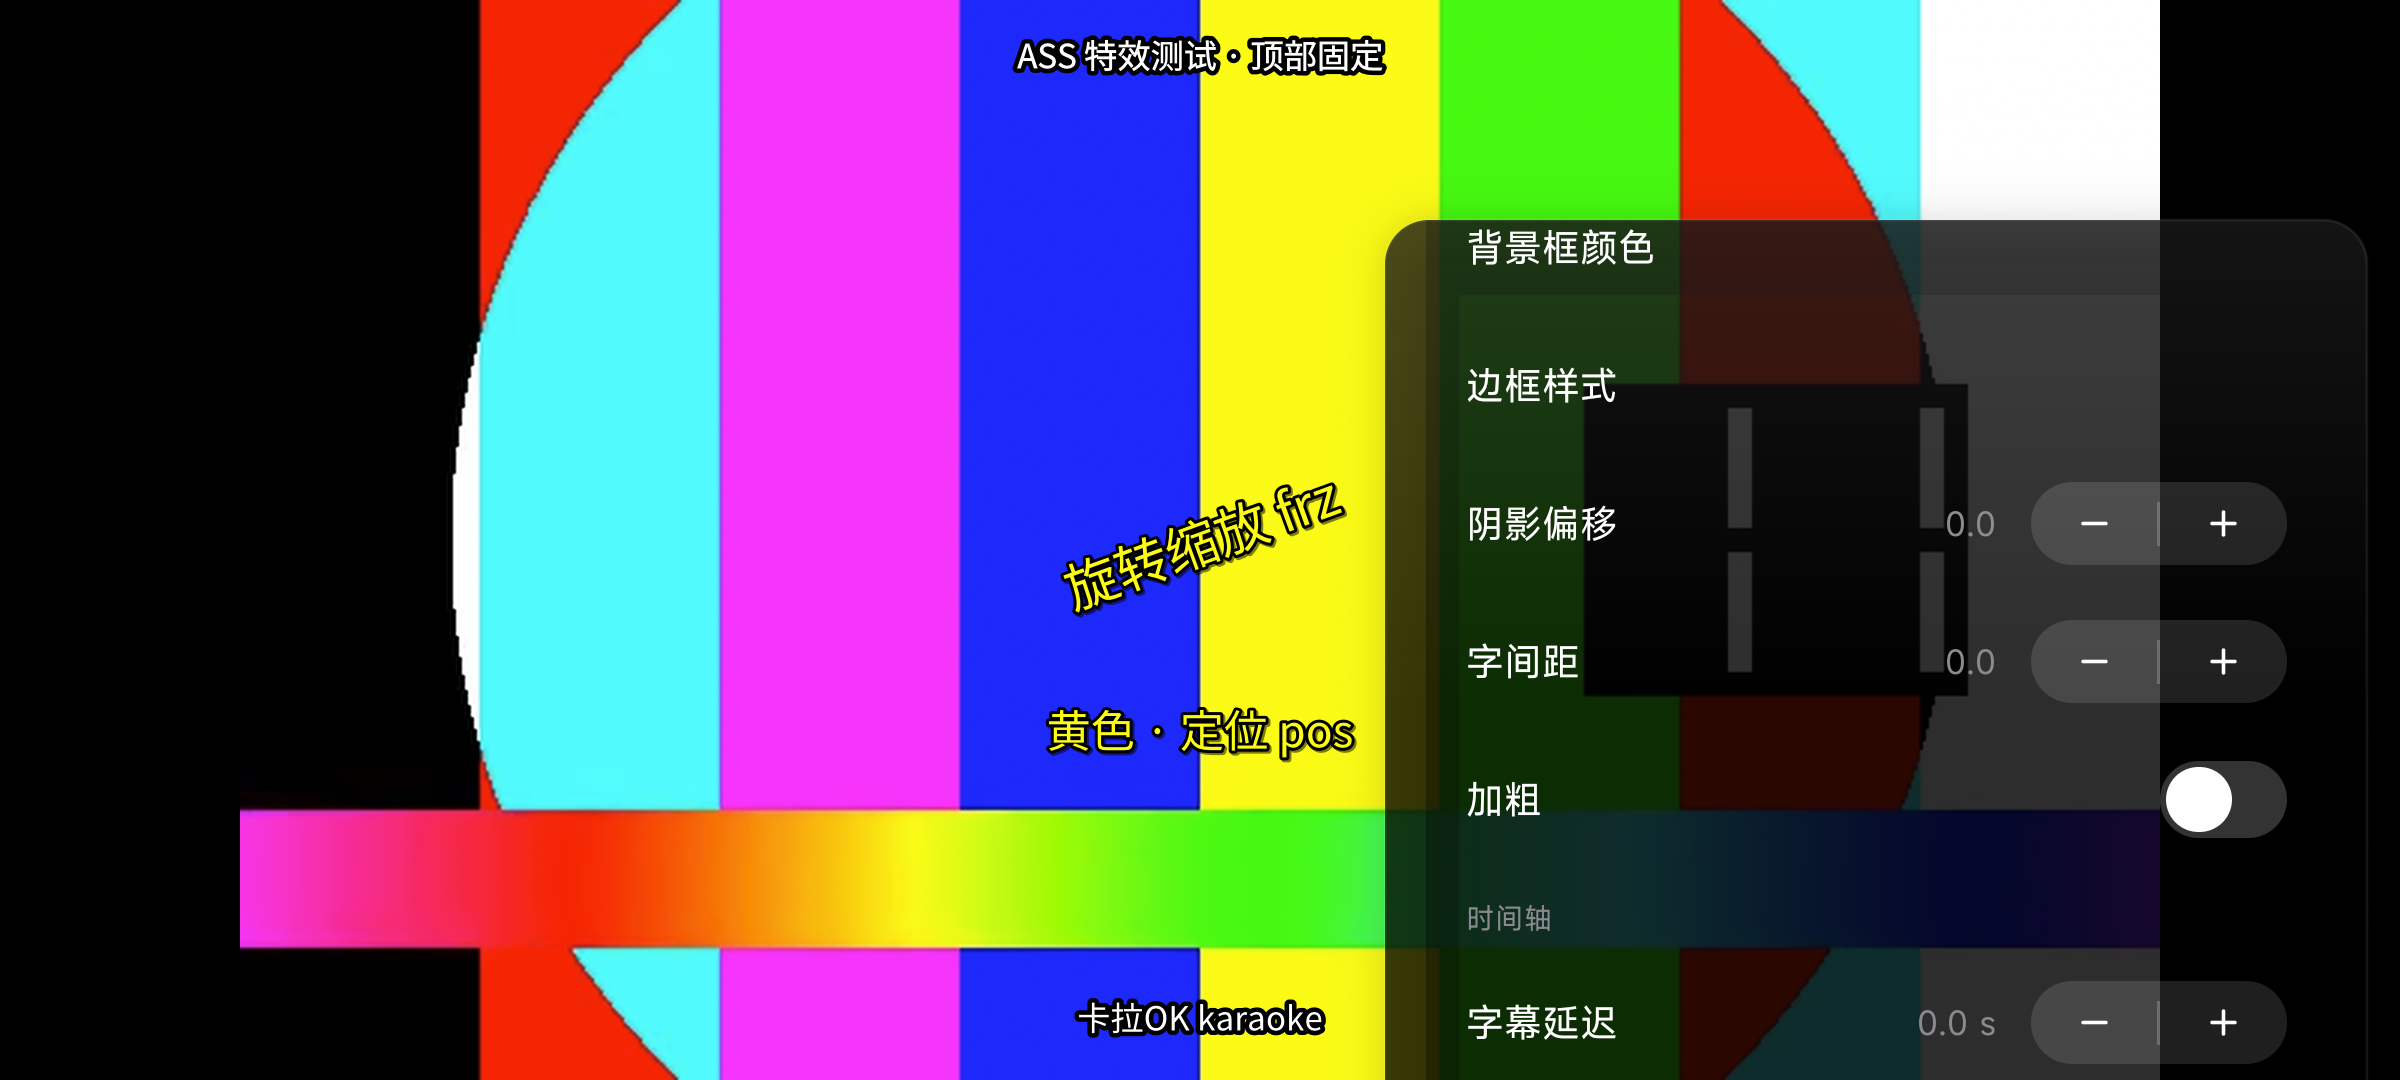 ASS 特效测试·顶部固定
背景框颜色
边框样式
旋转缩放 frz
阴影偏移 0.0 − +
字间距 0.0 − +
黄色 · 定位 pos
加粗
时间轴
卡拉OK karaoke
字幕延迟 0.0 s − +